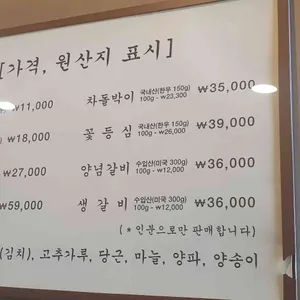 [가격, 원산지 표시]
₩11,000 차돌박이 국내산(한우 150g) 100g - ₩23,300 ₩35,000
₩18,000 꽃등심 국내산(한우 150g) 100g - ₩26,000 ₩39,000
₩27,000 양념갈비 수입산(미국 300g) 100g - ₩12,000 ₩36,000
₩59,000 생갈비 수입산(미국 300g) 100g - ₩12,000 ₩36,000
(*인분으로만 판매합니다)
(김치), 고추가루, 당근, 마늘, 양파, 양송이